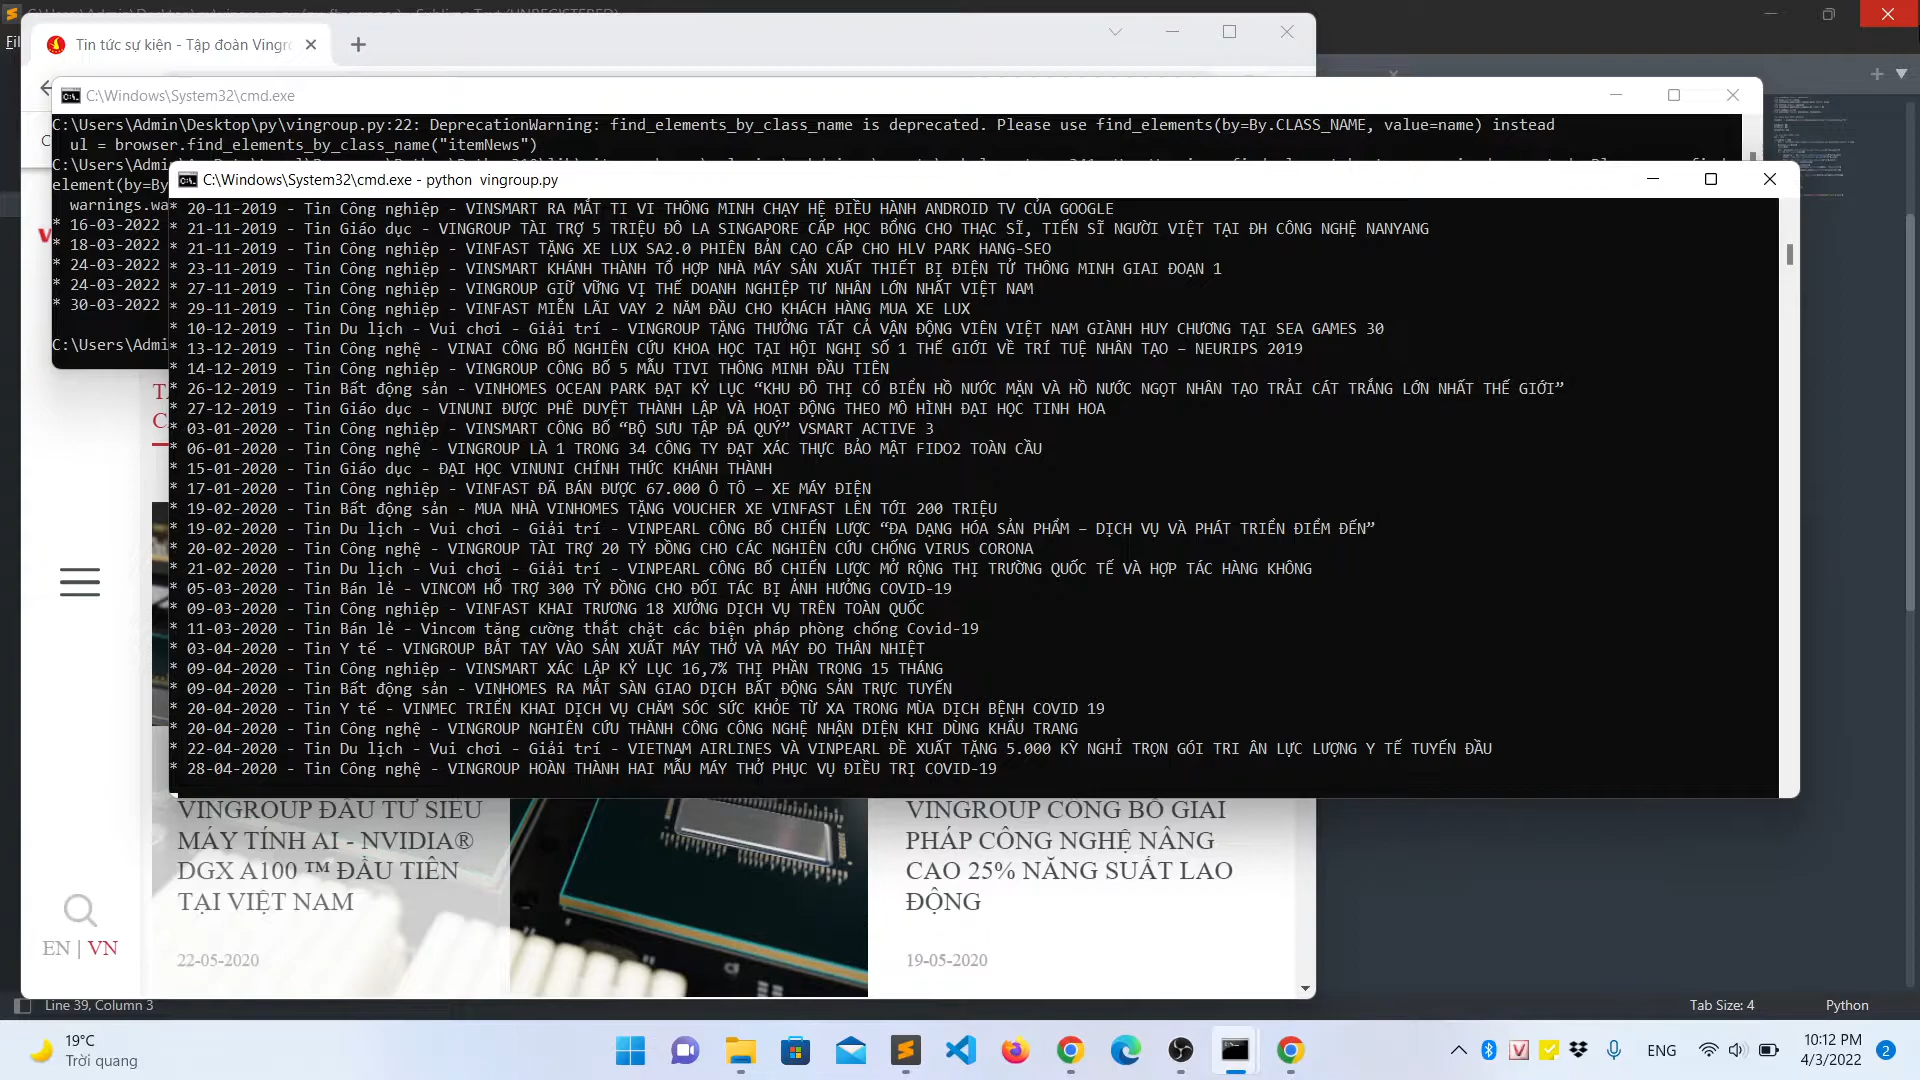 Fil
Tin tức sự kiện - Tập đoàn Vingr
C:\Windows\System32\cmd.exe
C:\Users\Admin\Desktop\py\vingroup.py:22: DeprecationWarning: find_elements_by_class_name is deprecated. Please use find_elements(by=By.CLASS_NAME, value=name) instead
ul = browser.find_elements_by_class_name("itemNews")
element(by=By
warnings.wa
* 16-03-2022
* 18-03-2022
* 24-03-2022
* 24-03-2022
* 30-03-2022
C:\Users\Admi
C:\Windows\System32\cmd.exe - python vingroup.py
* 20-11-2019 - Tin Công nghiệp - VINSMART RA MẮT TI VI THÔNG MINH CHẠY HỆ ĐIỀU HÀNH ANDROID TV CỦA GOOGLE
* 21-11-2019 - Tin Giáo dục - VINGROUP TÀI TRỢ 5 TRIỆU ĐÔ LA SINGAPORE CẤP HỌC BỔNG CHO THẠC SĨ, TIẾN SĨ NGƯỜI VIỆT TẠI ĐH CÔNG NGHỆ NANYANG
* 21-11-2019 - Tin Công nghiệp - VINFAST TẶNG XE LUX SA2.0 PHIÊN BẢN CAO CẤP CHO HLV PARK HANG-SEO
* 23-11-2019 - Tin Công nghiệp - VINSMART KHÁNH THÀNH TỔ HỢP NHÀ MÁY SẢN XUẤT THIẾT BỊ ĐIỆN TỬ THÔNG MINH GIAI ĐOẠN 1
* 27-11-2019 - Tin Công nghiệp - VINGROUP GIỮ VỮNG VỊ THẾ DOANH NGHIỆP TƯ NHÂN LỚN NHẤT VIỆT NAM
* 29-11-2019 - Tin Công nghiệp - VINFAST MIỄN LÃI VAY 2 NĂM ĐẦU CHO KHÁCH HÀNG MUA XE LUX
* 10-12-2019 - Tin Du lịch - Vui chơi - Giải trí - VINGROUP TẶNG THƯỞNG TẤT CẢ VẬN ĐỘNG VIÊN VIỆT NAM GIÀNH HUY CHƯƠNG TẠI SEA GAMES 30
* 13-12-2019 - Tin Công nghệ - VINAI CÔNG BỐ NGHIÊN CỨU KHOA HỌC TẠI HỘI NGHỊ SỐ 1 THẾ GIỚI VỀ TRÍ TUỆ NHÂN TẠO – NEURIPS 2019
* 14-12-2019 - Tin Công nghiệp - VINGROUP CÔNG BỐ 5 MẪU TIVI THÔNG MINH ĐẦU TIÊN
* 26-12-2019 - Tin Bất động sản - VINHOMES OCEAN PARK ĐẠT KỶ LỤC “KHU ĐÔ THỊ CÓ BIỂN HỒ NƯỚC MẶN VÀ HỒ NƯỚC NGỌT NHÂN TẠO TRẢI CÁT TRẮNG LỚN NHẤT THẾ GIỚI”
* 27-12-2019 - Tin Giáo dục - VINUNI ĐƯỢC PHÊ DUYỆT THÀNH LẬP VÀ HOẠT ĐỘNG THEO MÔ HÌNH ĐẠI HỌC TINH HOA
* 03-01-2020 - Tin Công nghiệp - VINSMART CÔNG BỐ “BỘ SƯU TẬP ĐÁ QUÝ” VSMART ACTIVE 3
* 06-01-2020 - Tin Công nghệ - VINGROUP LÀ 1 TRONG 34 CÔNG TY ĐẠT XÁC THỰC BẢO MẬT FIDO2 TOÀN CẦU
* 15-01-2020 - Tin Giáo dục - ĐẠI HỌC VINUNI CHÍNH THỨC KHÁNH THÀNH
* 17-01-2020 - Tin Công nghiệp - VINFAST ĐÃ BÁN ĐƯỢC 67.000 Ô TÔ – XE MÁY ĐIỆN
* 19-02-2020 - Tin Bất động sản - MUA NHÀ VINHOMES TẶNG VOUCHER XE VINFAST LÊN TỚI 200 TRIỆU
* 19-02-2020 - Tin Du lịch - Vui chơi - Giải trí - VINPEARL CÔNG BỐ CHIẾN LƯỢC “ĐA DẠNG HÓA SẢN PHẨM – DỊCH VỤ VÀ PHÁT TRIỂN ĐIỂM ĐẾN”
* 20-02-2020 - Tin Công nghệ - VINGROUP TÀI TRỢ 20 TỶ ĐỒNG CHO CÁC NGHIÊN CỨU CHỐNG VIRUS CORONA
* 21-02-2020 - Tin Du lịch - Vui chơi - Giải trí - VINPEARL CÔNG BỐ CHIẾN LƯỢC MỞ RỘNG THỊ TRƯỜNG QUỐC TẾ VÀ HỢP TÁC HÀNG KHÔNG
* 05-03-2020 - Tin Bán lẻ - VINCOM HỖ TRỢ 300 TỶ ĐỒNG CHO ĐỐI TÁC BỊ ẢNH HƯỞNG COVID-19
* 09-03-2020 - Tin Công nghiệp - VINFAST KHAI TRƯƠNG 18 XƯỞNG DỊCH VỤ TRÊN TOÀN QUỐC
* 11-03-2020 - Tin Bán lẻ - Vincom tăng cường thắt chặt các biện pháp phòng chống Covid-19
* 03-04-2020 - Tin Y tế - VINGROUP BẮT TAY VÀO SẢN XUẤT MÁY THỞ VÀ MÁY ĐO THÂN NHIỆT
* 09-04-2020 - Tin Công nghiệp - VINSMART XÁC LẬP KỶ LỤC 16,7% THỊ PHẦN TRONG 15 THÁNG
* 09-04-2020 - Tin Bất động sản - VINHOMES RA MẮT SÀN GIAO DỊCH BẤT ĐỘNG SẢN TRỰC TUYẾN
* 20-04-2020 - Tin Y tế - VINMEC TRIỂN KHAI DỊCH VỤ CHĂM SÓC SỨC KHỎE TỪ XA TRONG MÙA DỊCH BỆNH COVID 19
* 20-04-2020 - Tin Công nghệ - VINGROUP NGHIÊN CỨU THÀNH CÔNG CÔNG NGHỆ NHẬN DIỆN KHI DÙNG KHẨU TRANG
* 22-04-2020 - Tin Du lịch - Vui chơi - Giải trí - VIETNAM AIRLINES VÀ VINPEARL ĐỀ XUẤT TẶNG 5.000 KỲ NGHỈ TRỌN GÓI TRI ÂN LỰC LƯỢNG Y TẾ TUYẾN ĐẦU
* 28-04-2020 - Tin Công nghệ - VINGROUP HOÀN THÀNH HAI MẪU MÁY THỞ PHỤC VỤ ĐIỀU TRỊ COVID-19
VINGROUP ĐẦU TƯ SIÊU
MÁY TÍNH AI - NVIDIA®
DGX A100 ™ ĐẦU TIÊN
TẠI VIỆT NAM
22-05-2020
VINGROUP CÔNG BỐ GIẢI
PHÁP CÔNG NGHỆ NÂNG
CAO 25% NĂNG SUẤT LAO
ĐỘNG
19-05-2020
EN | VN
Line 39, Column 3
Tab Size: 4
Python
19°C
Trời quang
ENG
10:12 PM
4/3/2022
2